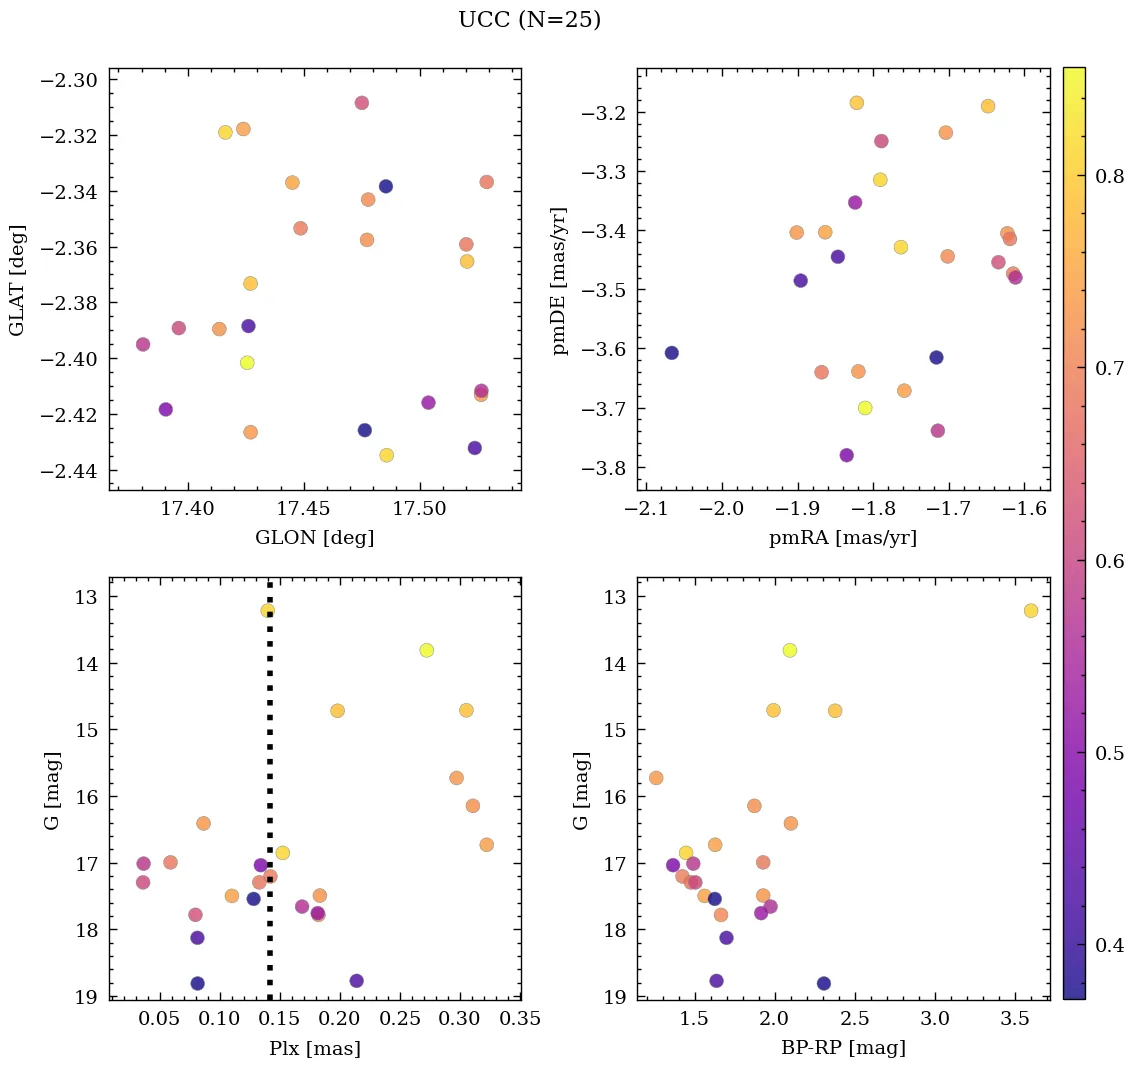 UCC (N=25)
−2.30
−2.32
−2.34
−2.36
−2.38
−2.40
−2.42
−2.44
GLAT [deg]
17.40 17.45 17.50
GLON [deg]
−3.2
−3.3
−3.4
−3.5
−3.6
−3.7
−3.8
pmDE [mas/yr]
−2.1 −2.0 −1.9 −1.8 −1.7 −1.6
pmRA [mas/yr]
13
14
15
16
17
18
19
G [mag]
0.05 0.10 0.15 0.20 0.25 0.30 0.35
Plx [mas]
13
14
15
16
17
18
19
G [mag]
1.5 2.0 2.5 3.0 3.5
BP-RP [mag]
0.8
0.7
0.6
0.5
0.4